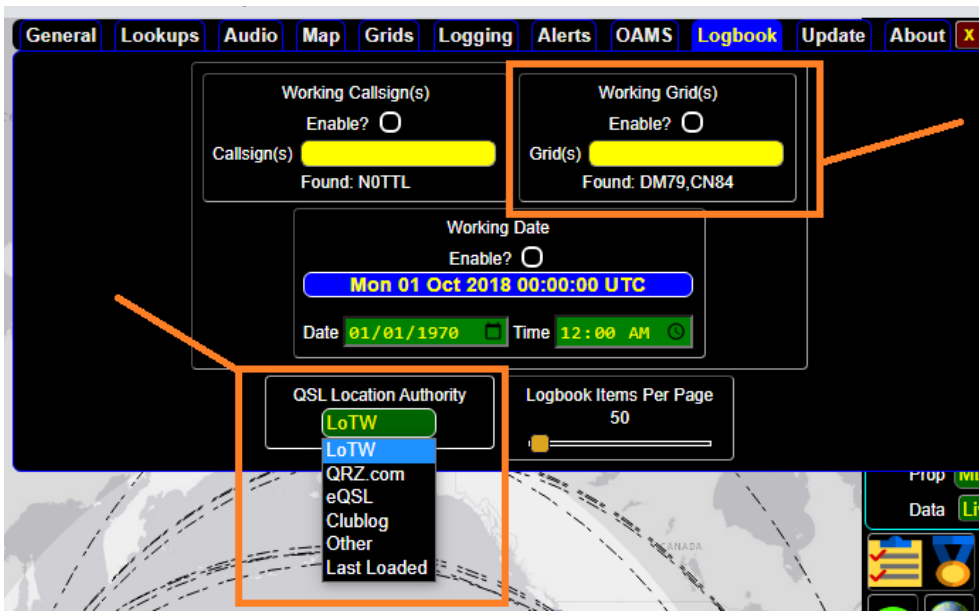 General Lookups Audio Map Grids Logging Alerts OAMS Logbook Update About X
Working Callsign(s)
Enable?
Callsign(s)
Found: N0TTL
Working Grid(s)
Enable?
Grid(s)
Found: DM79,CN84
Working Date
Enable?
Mon 01 Oct 2018 00:00:00 UTC
Date 01/01/1970 Time 12:00 AM
QSL Location Authority
LoTW
LoTW
QRZ.com
eQSL
Clublog
Other
Last Loaded
Logbook Items Per Page
50
Prop
Data
CANADA